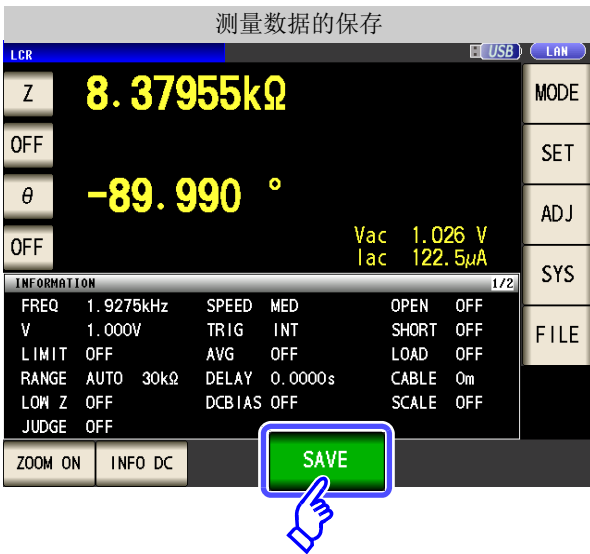 测量数据的保存
LCR USB LAN
Z 8.37955kΩ MODE
OFF SET
θ -89.990 ° ADJ
OFF Vac 1.026 V
Iac 122.5μA SYS
INFORMATION 1/2
FREQ 1.9275kHz SPEED MED OPEN OFF
V 1.000V TRIG INT SHORT OFF FILE
LIMIT OFF AVG OFF LOAD OFF
RANGE AUTO 30kΩ DELAY 0.0000s CABLE 0m
LOW Z OFF DCBIAS OFF SCALE OFF
JUDGE OFF
ZOOM ON INFO DC SAVE